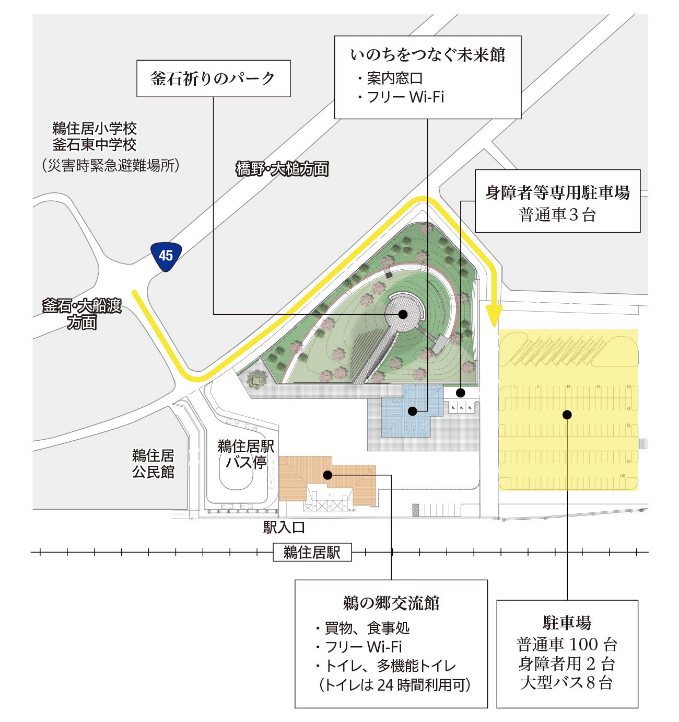 いのちをつなぐ未来館
・案内窓口
・フリー Wi-Fi
釜石祈りのパーク
鵜住居小学校
釜石東中学校
（災害時緊急避難場所）
橋野・大槌方面
身障者等専用駐車場
普通車３台
45
釜石・大船渡
方面
鵜住居
公民館
鵜住居駅
バス停
駅入口
鵜住居駅
鵜の郷交流館
・買物、食事処
・フリー Wi-Fi
・トイレ、多機能トイレ
（トイレは 24 時間利用可）
駐車場
普通車 100 台
身障者用 2 台
大型バス 8 台